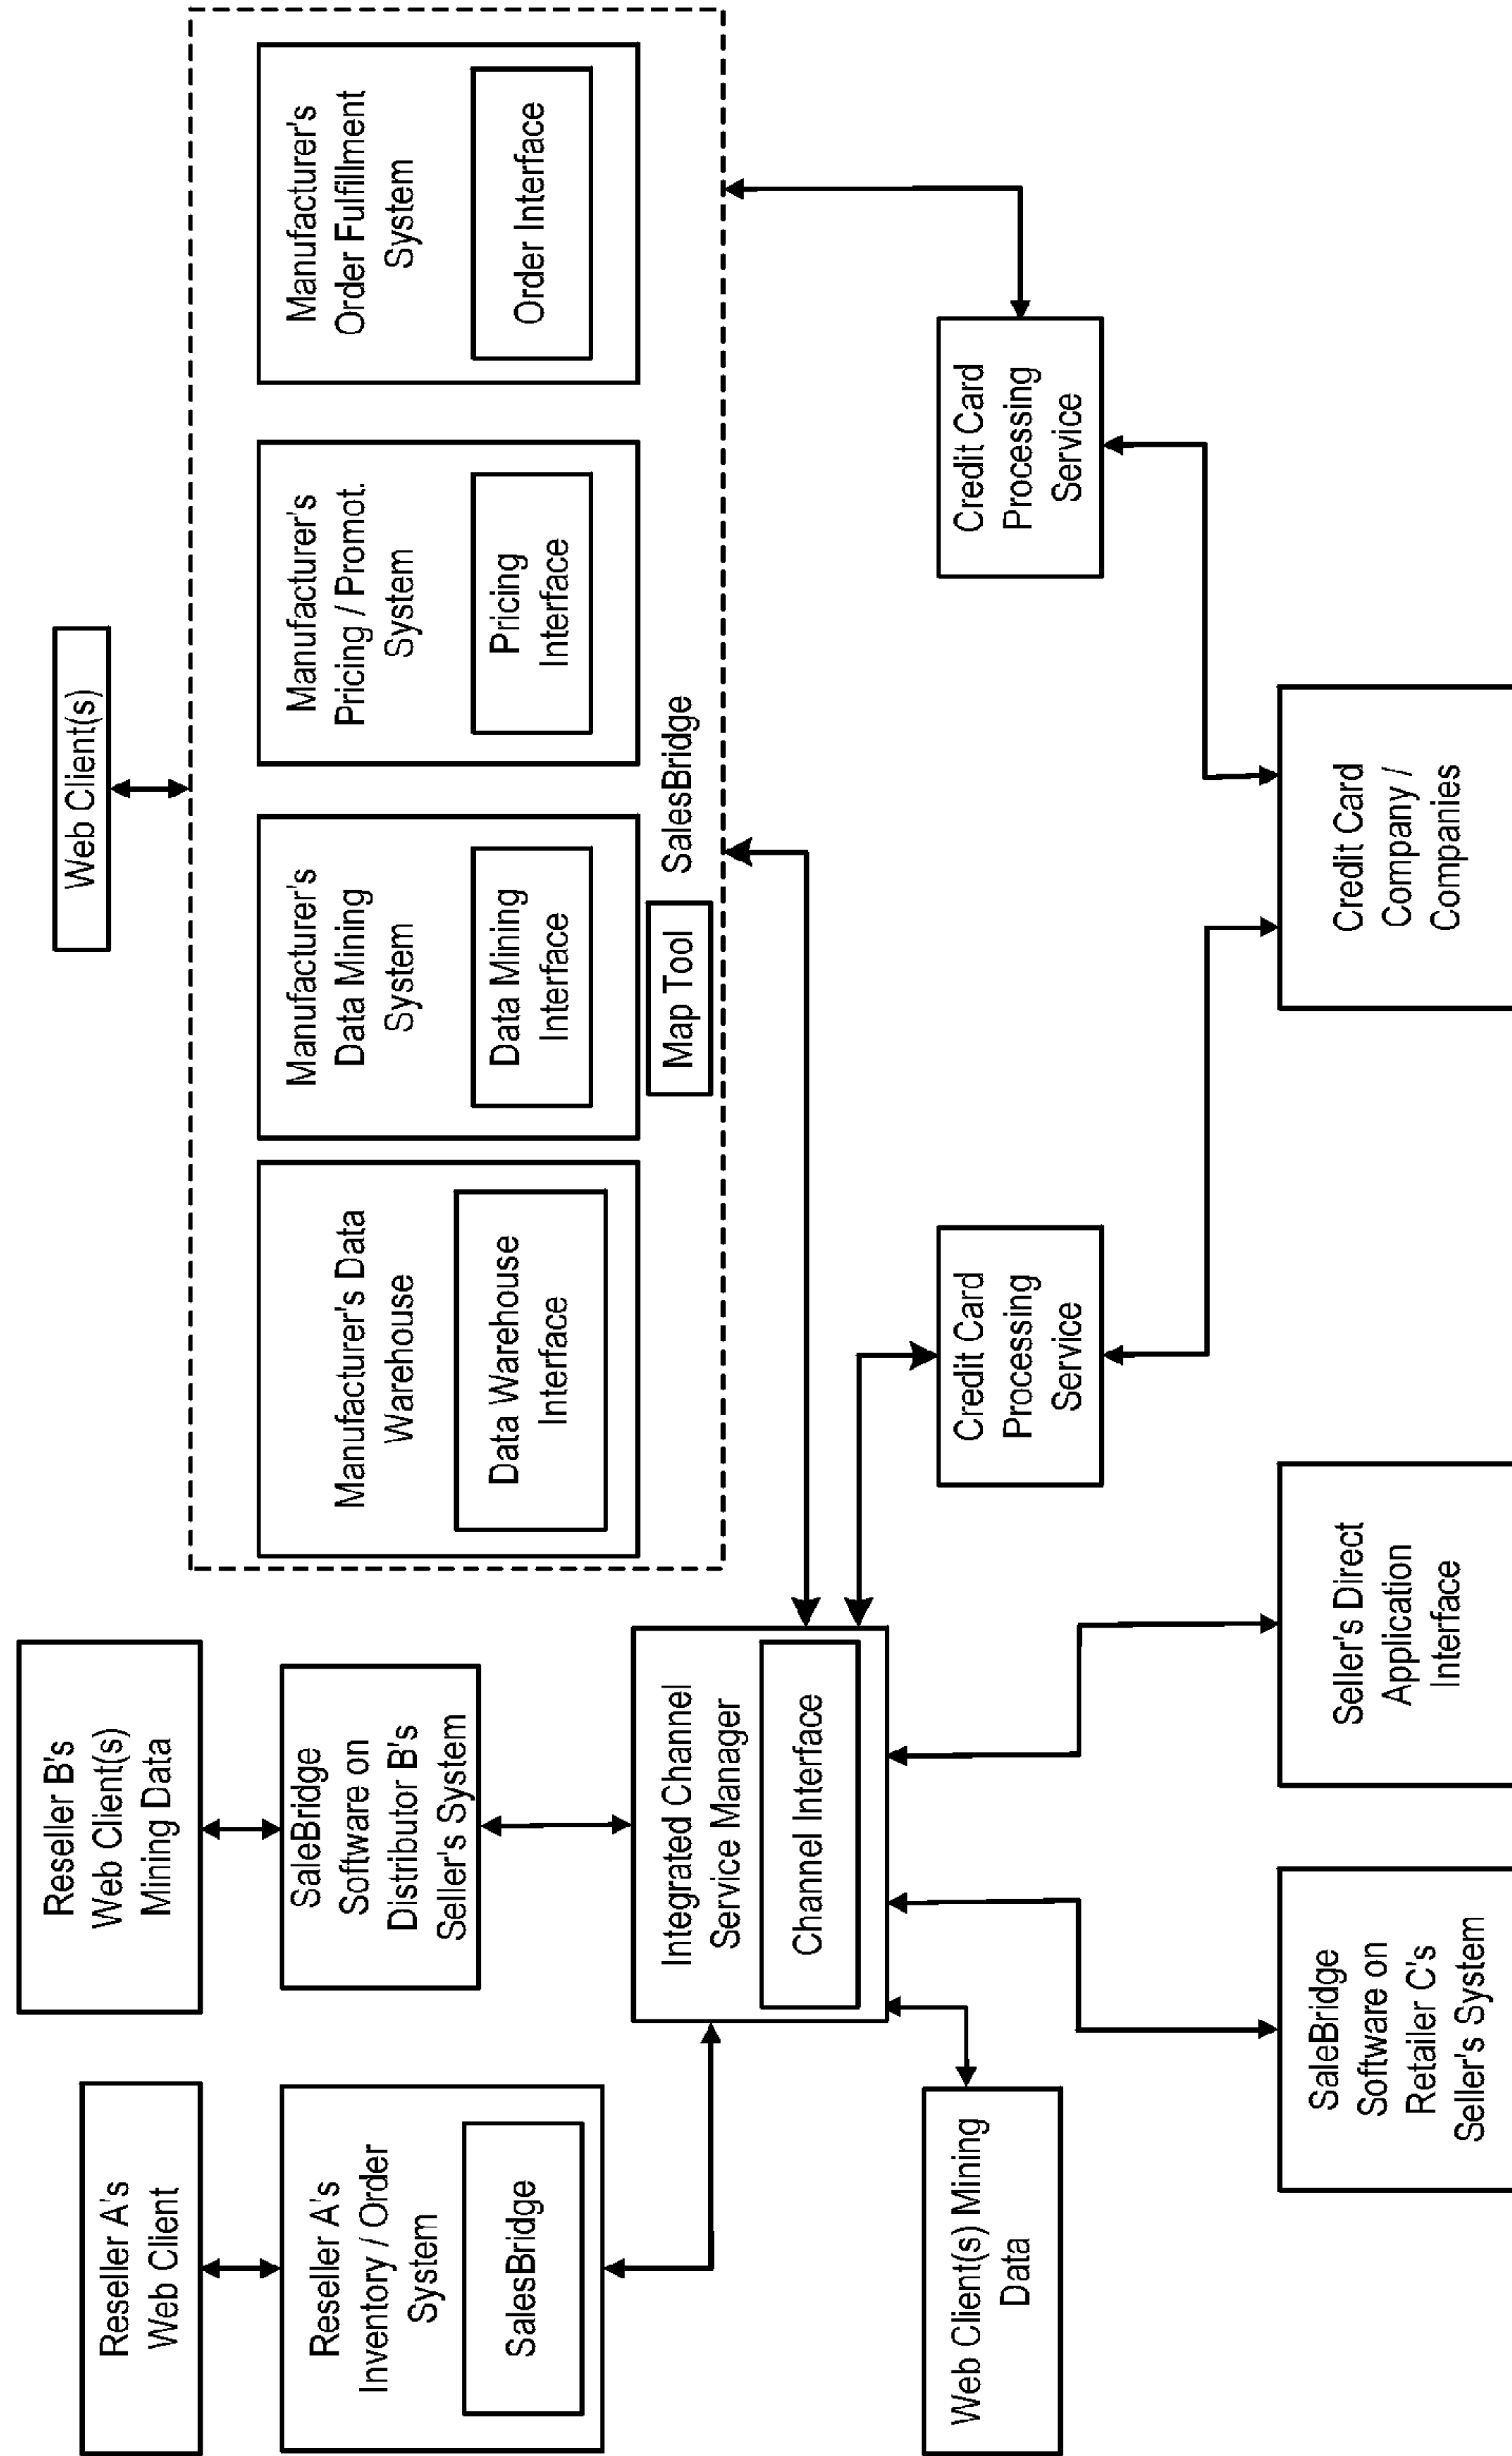 Reseller A's
Web Client
Reseller A's
Inventory / Order
System
SalesBridge
Web Client(s) Mining
Data
Reseller B's
Web Client(s)
Mining Data
SaleBridge
Software on
Distributor B's
Seller's System
Integrated Channel
Service Manager
Channel Interface
SaleBridge
Software on
Retailer C's
Seller's System
Seller's Direct
Application
Interface
Web Client(s)
Manufacturer's Data
Warehouse
Data Warehouse
Interface
Manufacturer's
Data Mining
System
Data Mining
Interface
Manufacturer's
Pricing / Promot.
System
Pricing
Interface
Manufacturer's
Order Fulfillment
System
Order Interface
Map Tool
SalesBridge
Credit Card
Processing
Service
Credit Card
Processing
Service
Credit Card
Company /
Companies